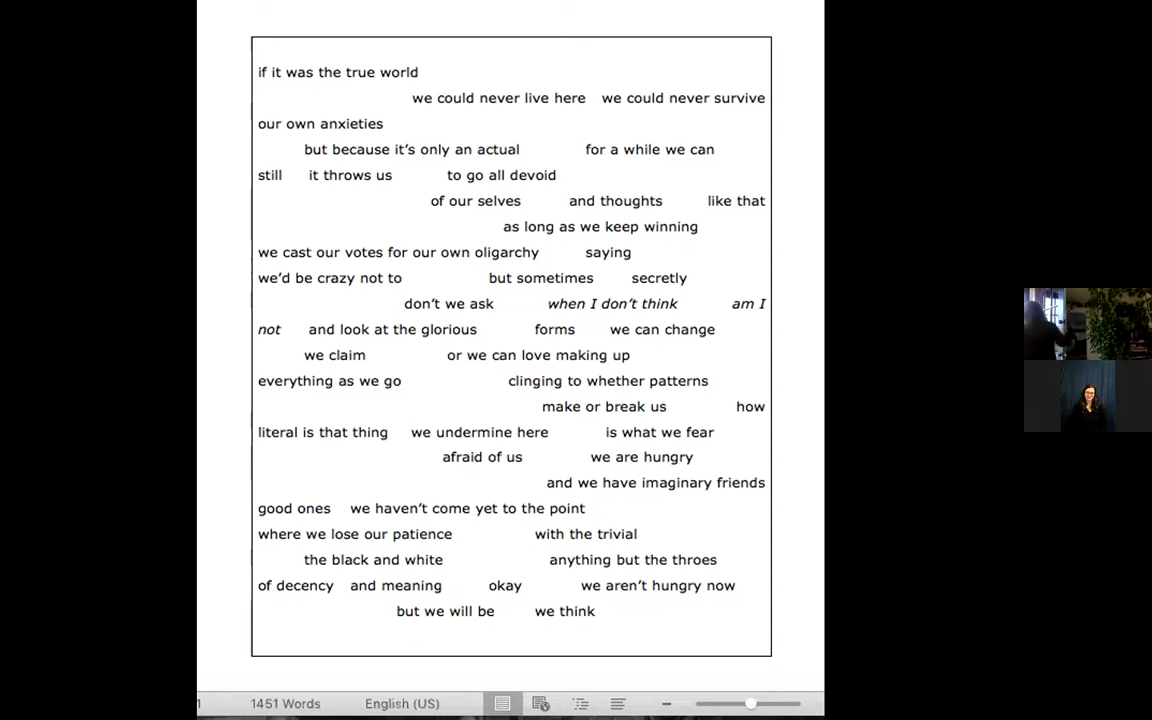 if it was the true world
we could never live here we could never survive
our own anxieties
but because it's only an actual for a while we can
still it throws us to go all devoid
of our selves and thoughts like that
as long as we keep winning
we cast our votes for our own oligarchy saying
we'd be crazy not to but sometimes secretly
don't we ask when I don't think am I
not and look at the glorious forms we can change
we claim or we can love making up
everything as we go clinging to whether patterns
make or break us how
literal is that thing we undermine here is what we fear
afraid of us we are hungry
and we have imaginary friends
good ones we haven't come yet to the point
where we lose our patience with the trivial
the black and white anything but the throes
of decency and meaning okay we aren't hungry now
but we will be we think
1 1451 Words English (US)